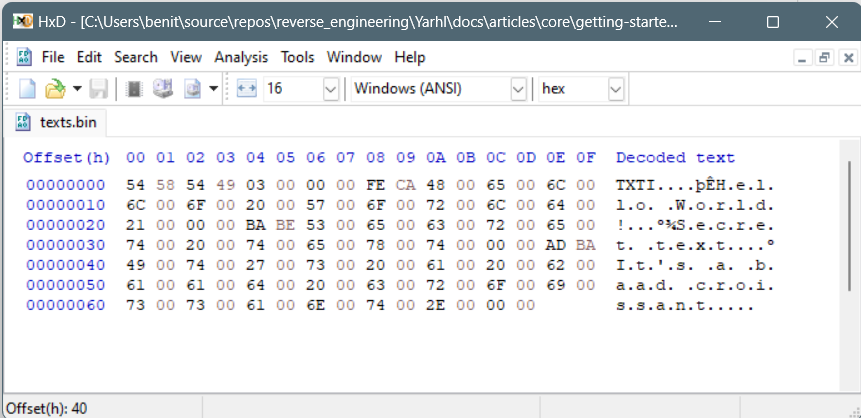 HxD - [C:\Users\benit\source\repos\reverse_engineering\Yarhl\docs\articles\core\getting-starte...
File Edit Search View Analysis Tools Window Help
16 Windows (ANSI) hex
texts.bin
Offset(h) 00 01 02 03 04 05 06 07 08 09 0A 0B 0C 0D 0E 0F Decoded text
00000000 54 58 54 49 03 00 00 00 FE CA 48 00 65 00 6C 00 TXTI....þÊH.e.l.
00000010 6C 00 6F 00 20 00 57 00 6F 00 72 00 6C 00 64 00 l.o. .W.o.r.l.d.
00000020 21 00 00 00 BA BE 53 00 65 00 63 00 72 00 65 00 !...º¾S.e.c.r.e.
00000030 74 00 20 00 74 00 65 00 78 00 74 00 00 00 AD BA t. .t.e.x.t....º
00000040 49 00 74 00 27 00 73 00 20 00 61 00 20 00 62 00 I.t.'.s. .a. .b.
00000050 61 00 61 00 64 00 20 00 63 00 72 00 6F 00 69 00 a.a.d. .c.r.o.i.
00000060 73 00 73 00 61 00 6E 00 74 00 2E 00 00 00 s.s.a.n.t.....
Offset(h): 40